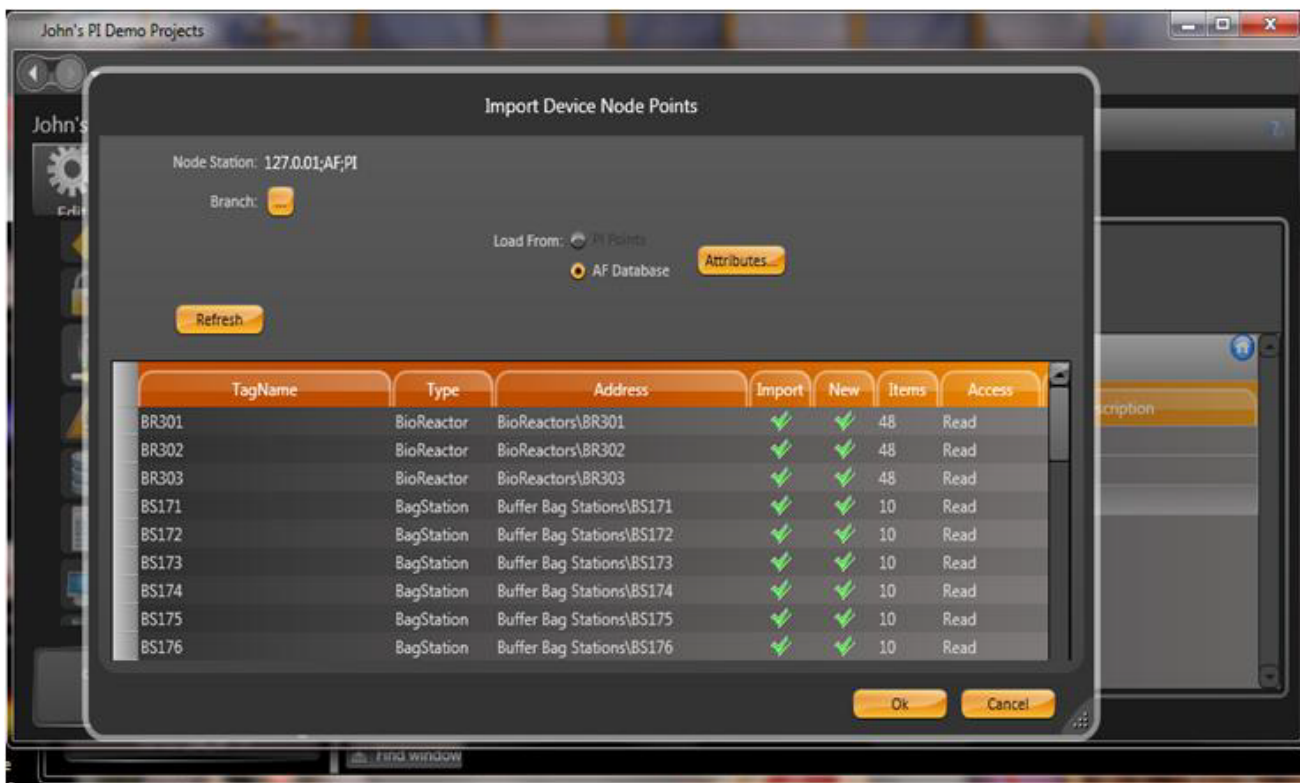 John's PI Demo Projects
Import Device Node Points
John's
Node Station: 127.0.01;AF;PI
Edit
Branch: ...
Load From: PI Points
AF Database
Attributes...
Refresh
TagName Type Address Import New Items Access
scription
BR301 BioReactor BioReactors\BR301 48 Read
BR302 BioReactor BioReactors\BR302 48 Read
BR303 BioReactor BioReactors\BR303 48 Read
BS171 BagStation Buffer Bag Stations\BS171 10 Read
BS172 BagStation Buffer Bag Stations\BS172 10 Read
BS173 BagStation Buffer Bag Stations\BS173 10 Read
BS174 BagStation Buffer Bag Stations\BS174 10 Read
BS175 BagStation Buffer Bag Stations\BS175 10 Read
BS176 BagStation Buffer Bag Stations\BS176 10 Read
Ok Cancel
Find window